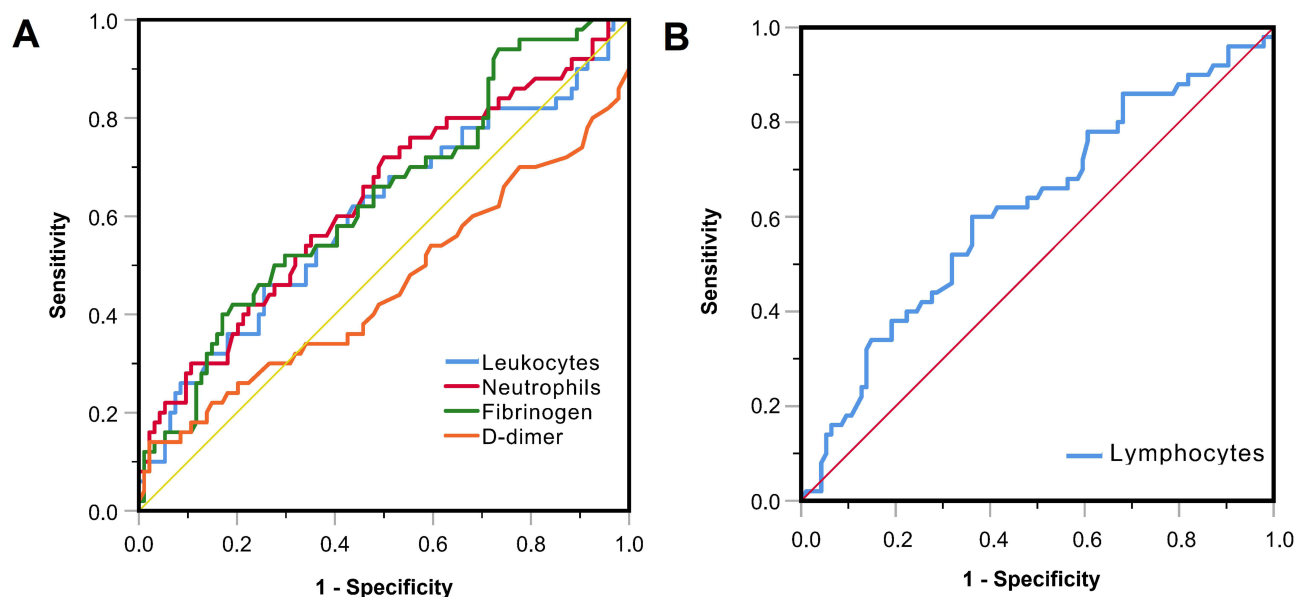 A
1.0
0.8
0.6
0.4
0.2
0.0
Sensitivity
Leukocytes
Neutrophils
Fibrinogen
D-dimer
0.0 0.2 0.4 0.6 0.8 1.0
1 - Specificity
B
1.0
0.8
0.6
0.4
0.2
0.0
Sensitivity
Lymphocytes
0.0 0.2 0.4 0.6 0.8 1.0
1 - Specificity